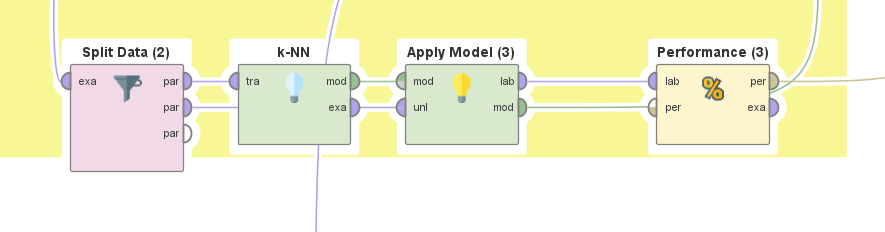 Split Data (2)
k-NN
Apply Model (3)
Performance (3)
exa par
tra mod
mod lab
lab per
par
exa
unl mod
per exa
par
%